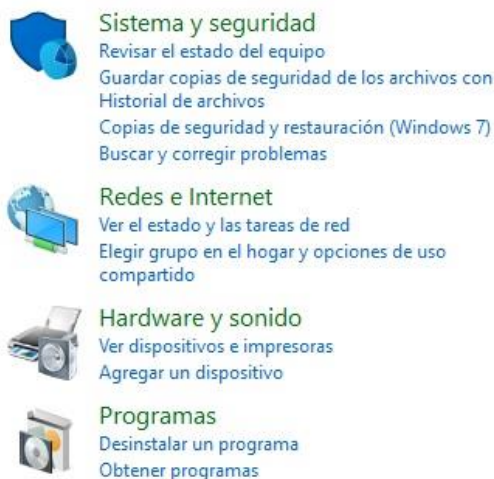 Sistema y seguridad
Revisar el estado del equipo
Guardar copias de seguridad de los archivos con
Historial de archivos
Copias de seguridad y restauración (Windows 7)
Buscar y corregir problemas
Redes e Internet
Ver el estado y las tareas de red
Elegir grupo en el hogar y opciones de uso
compartido
Hardware y sonido
Ver dispositivos e impresoras
Agregar un dispositivo
Programas
Desinstalar un programa
Obtener programas